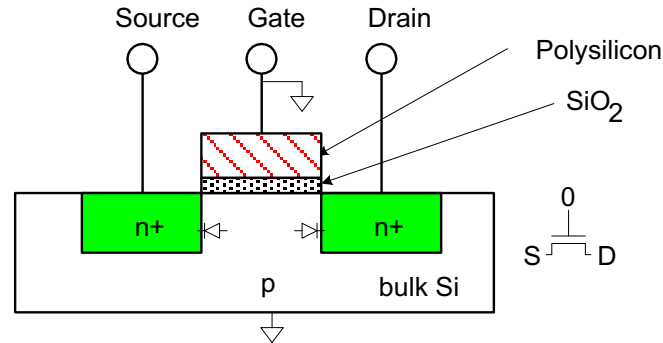 Source Gate Drain
Polysilicon
SiO2
n+ n+
0
S D
p bulk Si